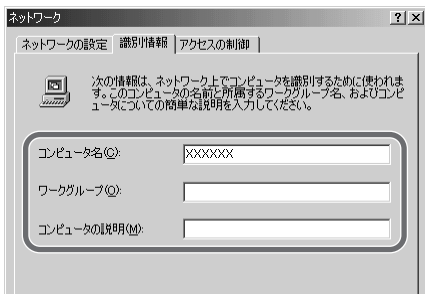 ネットワーク
ネットワークの設定 識別情報 アクセスの制御
次の情報は、ネットワーク上でコンピュータを識別するために使われま
す。このコンピュータの名前と所属するワークグループ名、およびコンピ
ュータについての簡単な説明を入力してください。
コンピュータ名(C): XXXXXX
ワークグループ(O):
コンピュータの説明(M):